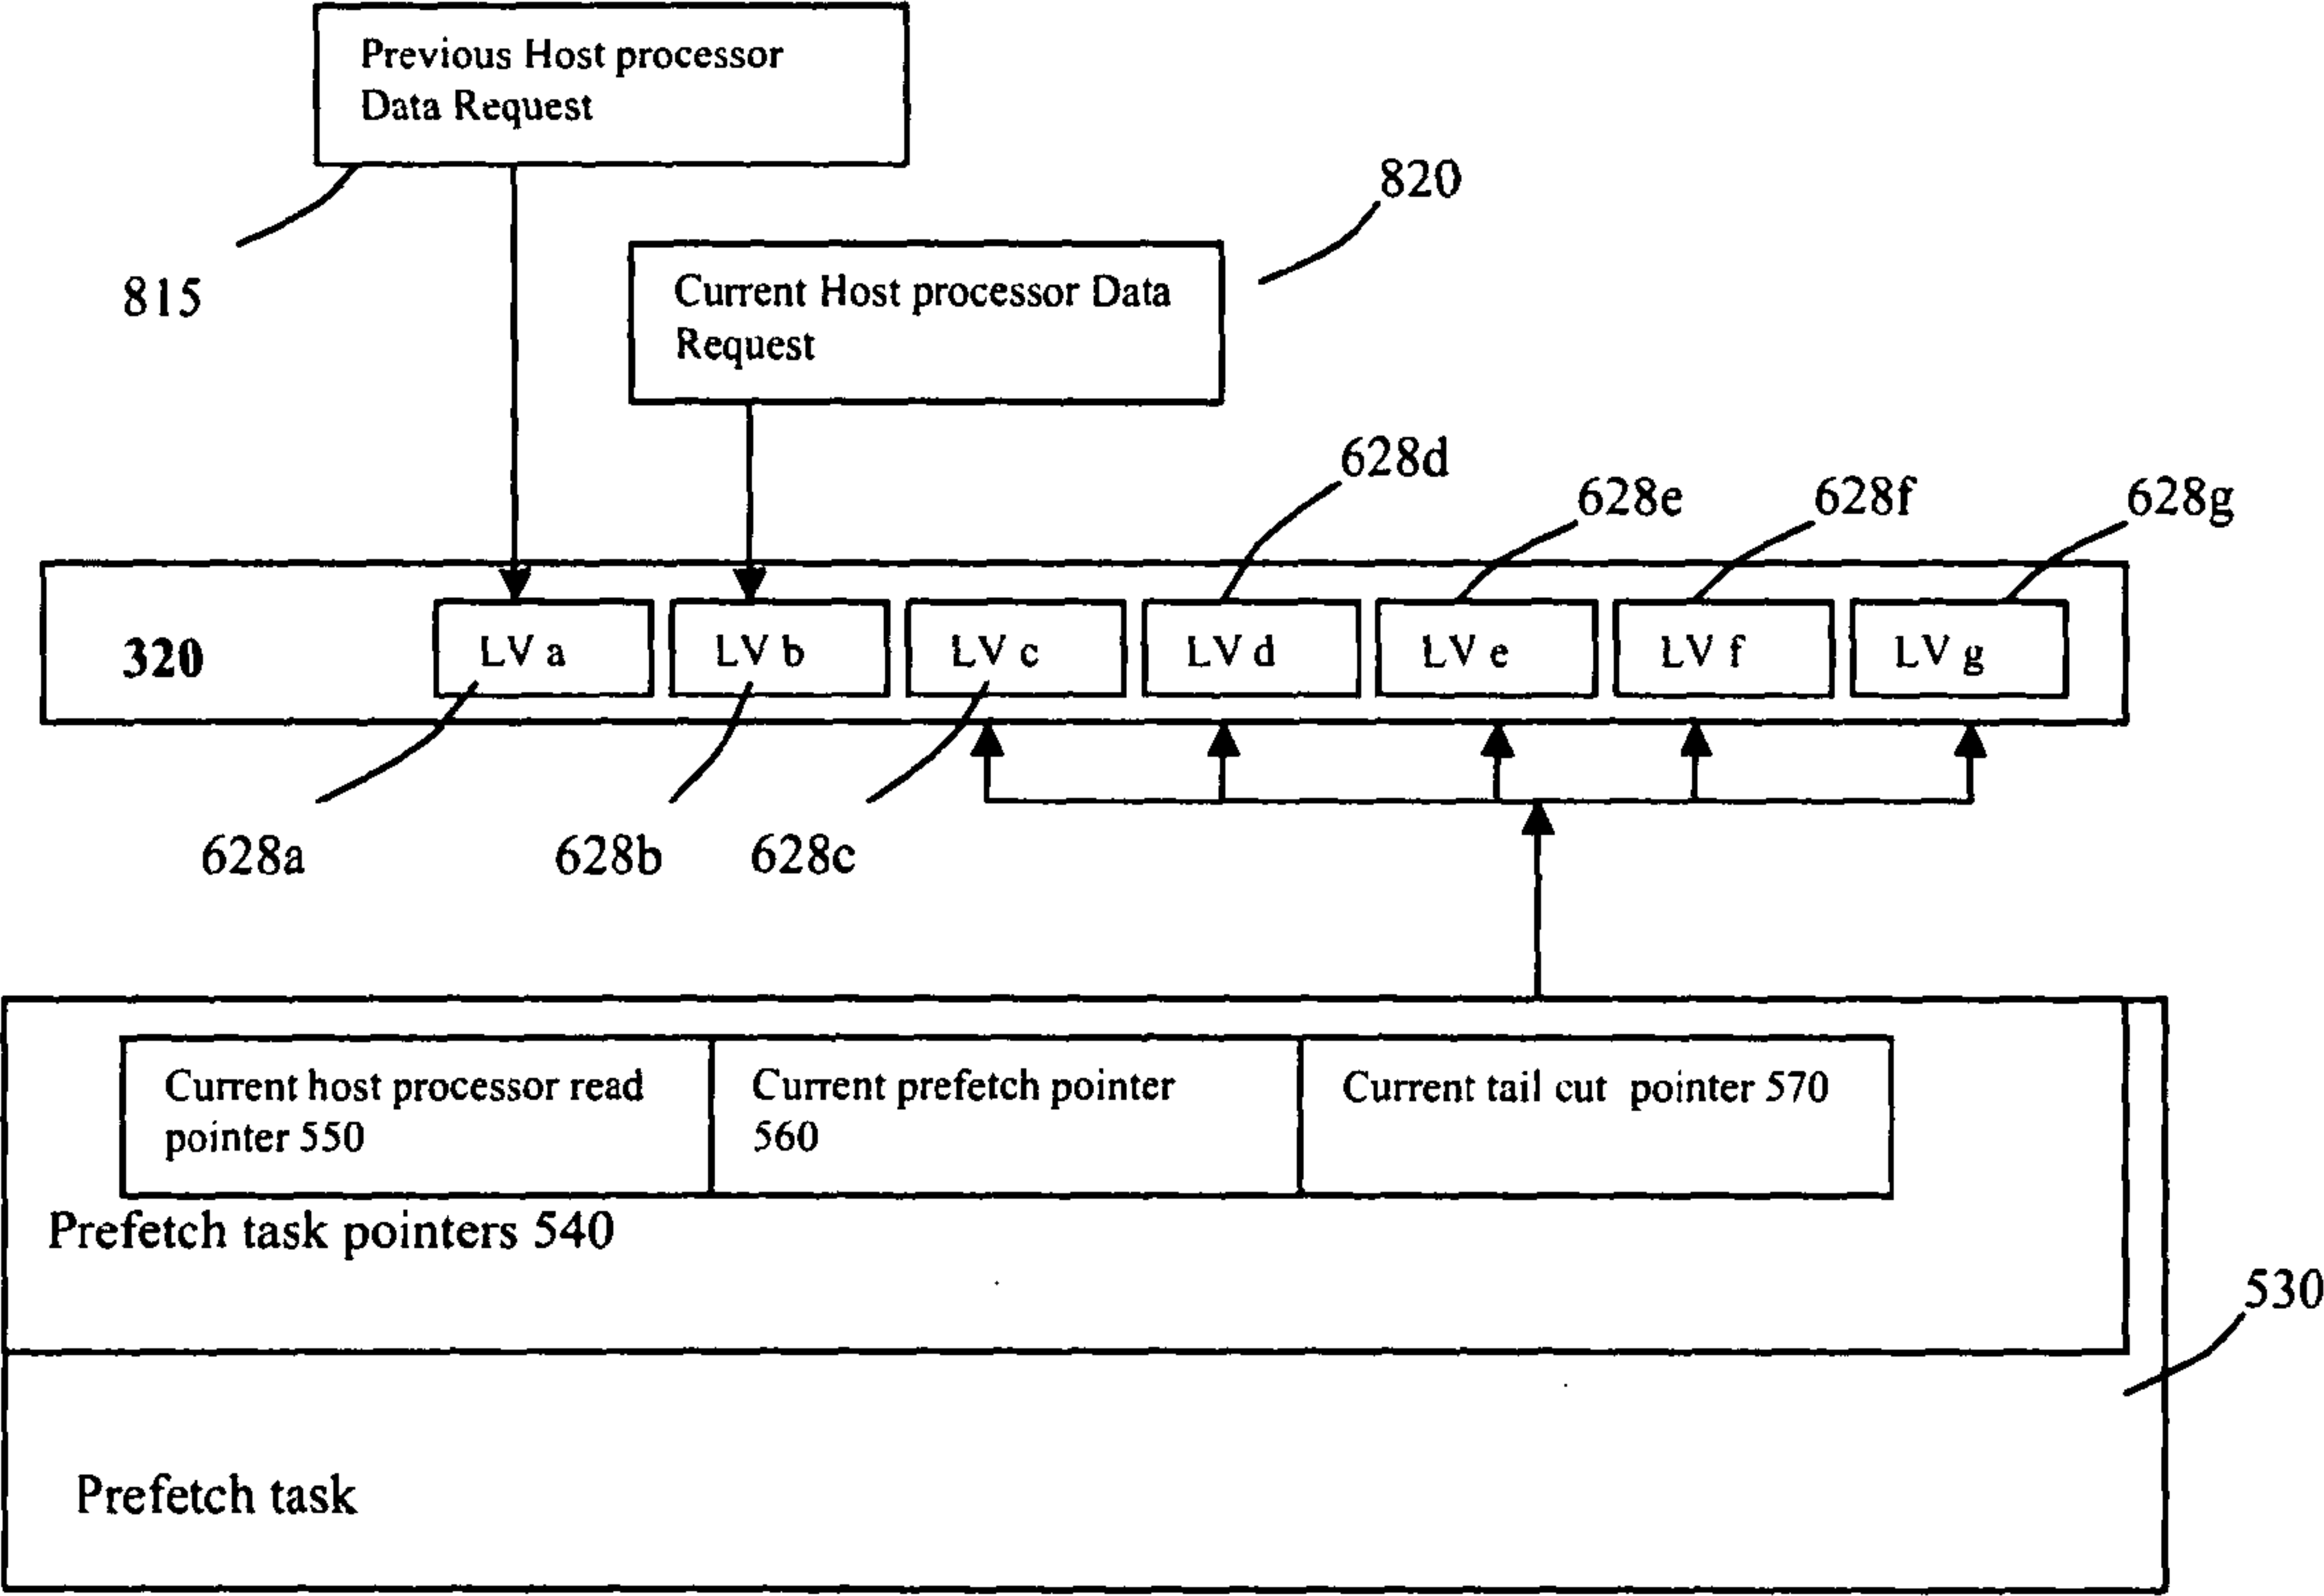 Previous Host processor
Data Request
820
815
Current Host processor Data
Request
628d
628e
628f
628g
320
LV a
LV b
LV c
LV d
LV e
LV f
LV g
628a
628b
628c
Current host processor read
pointer 550
Current prefetch pointer
560
Current tail cut pointer 570
Prefetch task pointers 540
530
Prefetch task